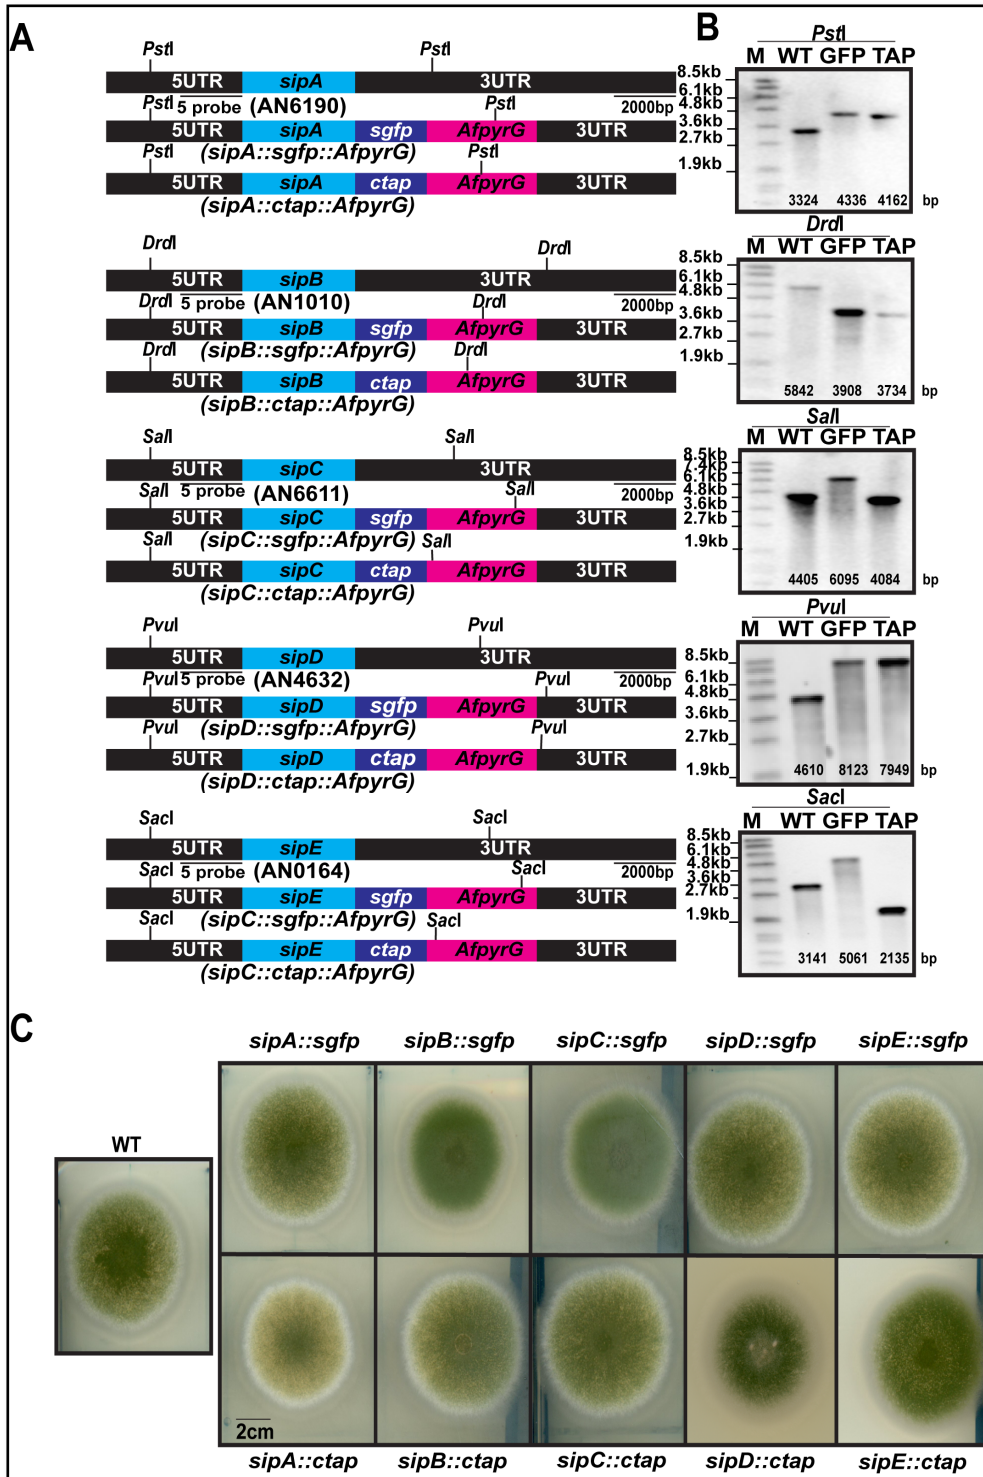 A
PstI PstI
5UTR sipA 3UTR
5 probe (AN6190) 2000bp
PstI PstI
5UTR sipA sgfp AfpyrG 3UTR
(sipA::sgfp::AfpyrG)
PstI PstI
5UTR sipA ctap AfpyrG 3UTR
(sipA::ctap::AfpyrG)
DrdI DrdI
5UTR sipB 3UTR
5 probe (AN1010) 2000bp
DrdI DrdI
5UTR sipB sgfp AfpyrG 3UTR
(sipB::sgfp::AfpyrG)
DrdI DrdI
5UTR sipB ctap AfpyrG 3UTR
(sipB::ctap::AfpyrG)
SalI SalI
5UTR sipC 3UTR
5 probe (AN6611) 2000bp
SalI SalI
5UTR sipC sgfp AfpyrG 3UTR
(sipC::sgfp::AfpyrG)
SalI SalI
5UTR sipC ctap AfpyrG 3UTR
(sipC::ctap::AfpyrG)
PvuI PvuI
5UTR sipD 3UTR
5 probe (AN4632) 2000bp
PvuI PvuI
5UTR sipD sgfp AfpyrG 3UTR
(sipD::sgfp::AfpyrG)
PvuI PvuI
5UTR sipD ctap AfpyrG 3UTR
(sipD::ctap::AfpyrG)
SacI SacI
5UTR sipE 3UTR
5 probe (AN0164) 2000bp
SacI SacI
5UTR sipE sgfp AfpyrG 3UTR
(sipC::sgfp::AfpyrG)
SacI SacI
5UTR sipE ctap AfpyrG 3UTR
(sipC::ctap::AfpyrG)
B
PstI
M WT GFP TAP
8.5kb
6.1kb
4.8kb
3.6kb
2.7kb
1.9kb
3324 4336 4162 bp
DrdI
M WT GFP TAP
8.5kb
6.1kb
4.8kb
3.6kb
2.7kb
1.9kb
5842 3908 3734 bp
SalI
M WT GFP TAP
8.5kb
7.4kb
6.1kb
4.8kb
3.6kb
2.7kb
1.9kb
4405 6095 4084 bp
PvuI
M WT GFP TAP
8.5kb
6.1kb
4.8kb
3.6kb
2.7kb
1.9kb
4610 8123 7949 bp
SacI
M WT GFP TAP
8.5kb
6.1kb
4.8kb
3.6kb
2.7kb
1.9kb
3141 5061 2135 bp
C
sipA::sgfp sipB::sgfp sipC::sgfp sipD::sgfp sipE::sgfp
WT
2cm
sipA::ctap sipB::ctap sipC::ctap sipD::ctap sipE::ctap